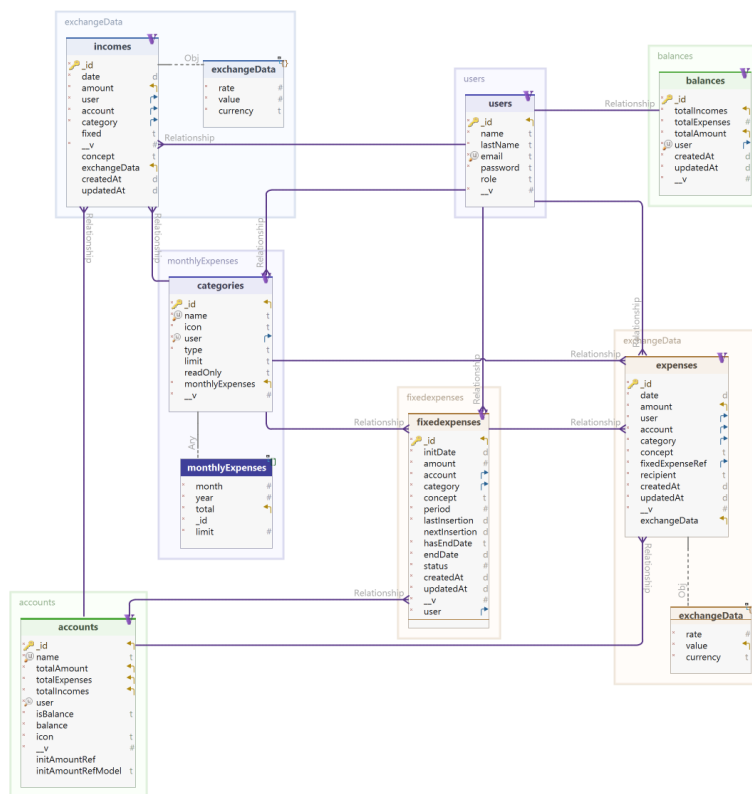 exchangeData
incomes
_id
date d
amount
user
account
category
fixed t
__v #
concept t
exchangeData
createdAt d
updatedAt d
Obj
exchangeData
rate #
value #
currency t
users
users
_id
name t
lastName t
email t
password t
role t
__v #
balances
balances
_id
totalIncomes
totalExpenses #
totalAmount
user
createdAt d
updatedAt d
__v #
Relationship
Relationship
Relationship
Relationship
Relationship
Relationship
monthlyExpenses
categories
_id
name t
icon t
user
type t
limit t
readOnly t
monthlyExpenses
__v #
Ary
monthlyExpenses
month #
year #
total
_id
limit #
Relationship
Relationship
Relationship
Relationship
fixedexpenses
fixedexpenses
_id
initDate d
amount #
account
category
concept t
period #
lastInsertion d
nextInsertion d
hasEndDate t
endDate d
status #
createdAt d
updatedAt d
__v #
user
exchangeData
expenses
_id
date d
amount
user
account
category
concept t
fixedExpenseRef
recipient t
createdAt d
updatedAt d
__v #
exchangeData
Relationship
Obj
exchangeData
rate #
value
currency t
Relationship
accounts
accounts
_id
name t
totalAmount
totalExpenses
totalIncomes
user
isBalance t
balance
icon t
__v #
initAmountRef
initAmountRefModel t